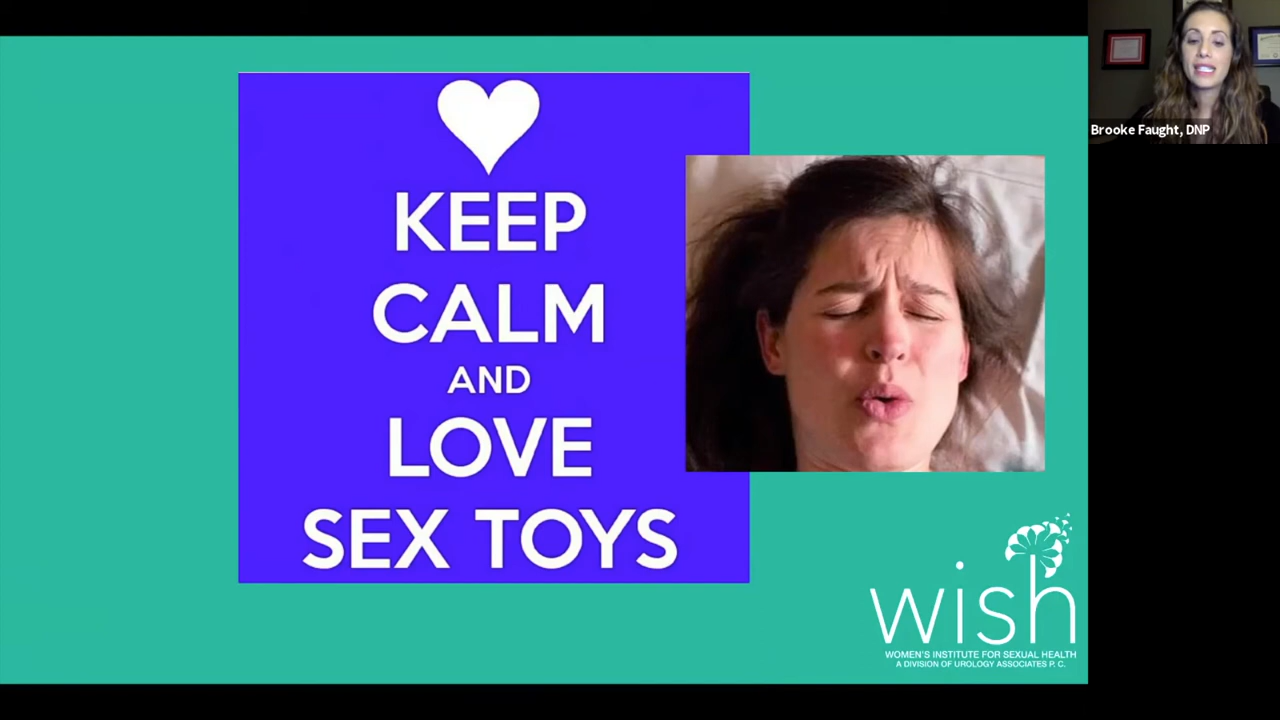 KEEP
CALM
AND
LOVE
SEX TOYS
wish
WOMEN'S INSTITUTE FOR SEXUAL HEALTH
A DIVISION OF UROLOGY ASSOCIATES P. C.
Brooke Faught, DNP